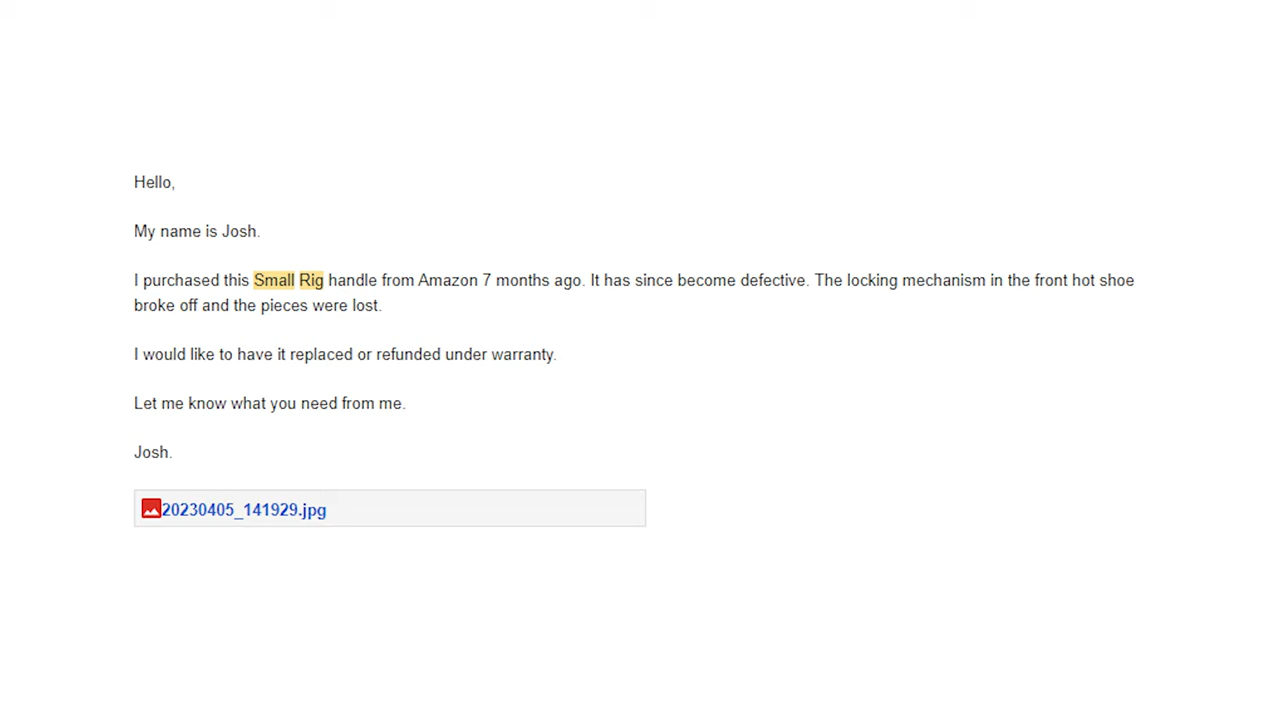 Hello,
My name is Josh.
I purchased this Small Rig handle from Amazon 7 months ago. It has since become defective. The locking mechanism in the front hot shoe
broke off and the pieces were lost.
I would like to have it replaced or refunded under warranty.
Let me know what you need from me.
Josh.
20230405_141929.jpg